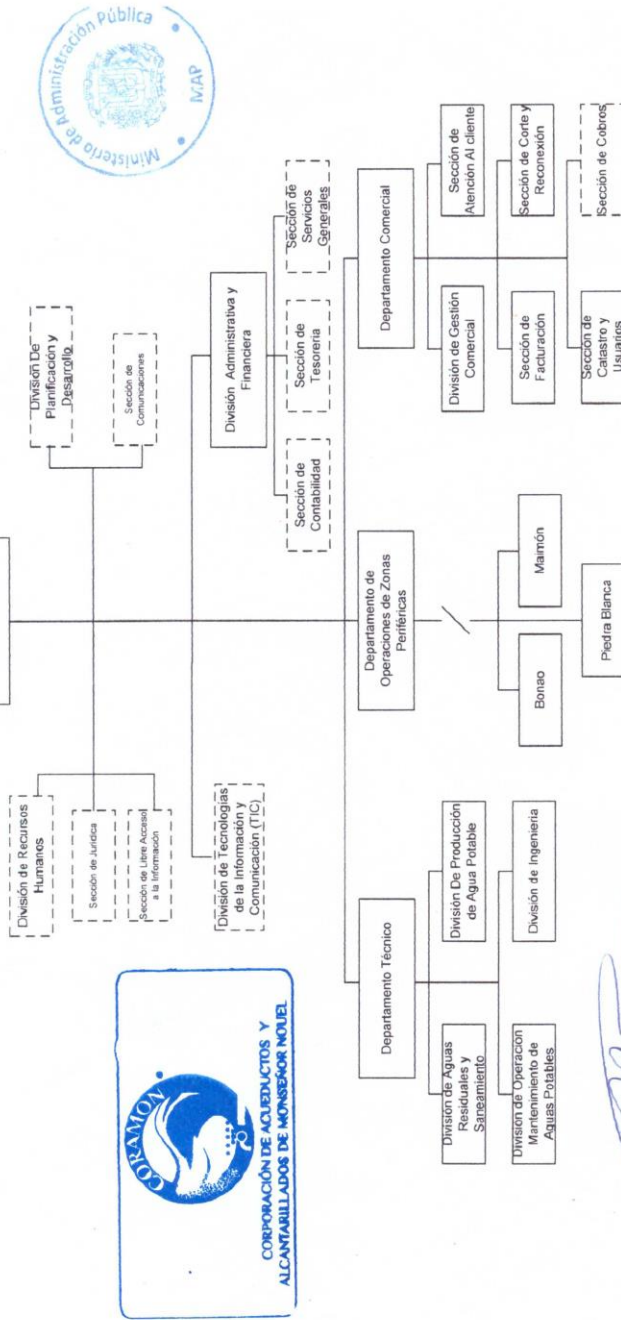 Ministerio de Administración Pública
MAP
División De
Planificación y
Desarrollo
Sección de
Comunicaciones
División de Recursos
Humanos
Sección de Jurídica
Sección de Libre Acceso
a la Información
CORAMON
CORPORACIÓN DE ACUEDUCTOS Y
ALCANTARILLADOS DE MONSEÑOR NOUEL
División de Tecnologías
de la Información y
Comunicación (TIC)
División Administrativa y
Financiera
Sección de
Contabilidad
Sección de
Tesoreria
Sección de
Servicios
Generales
Departamento Técnico
Departamento de
Operaciones de Zonas
Periféricas
Departamento Comercial
División de Aguas
Residuales y
Saneamiento
División De Producción
de Agua Potable
División de Operación
Mantenimiento de
Aguas Potables
División de Ingenieria
Bonao
Maimón
Piedra Blanca
División de Gestión
Comercial
Sección de
Atención Al cliente
Sección de
Facturación
Sección de Corte y
Reconexión
Sección de
Catastro y
Usuarios
Sección de Cobros